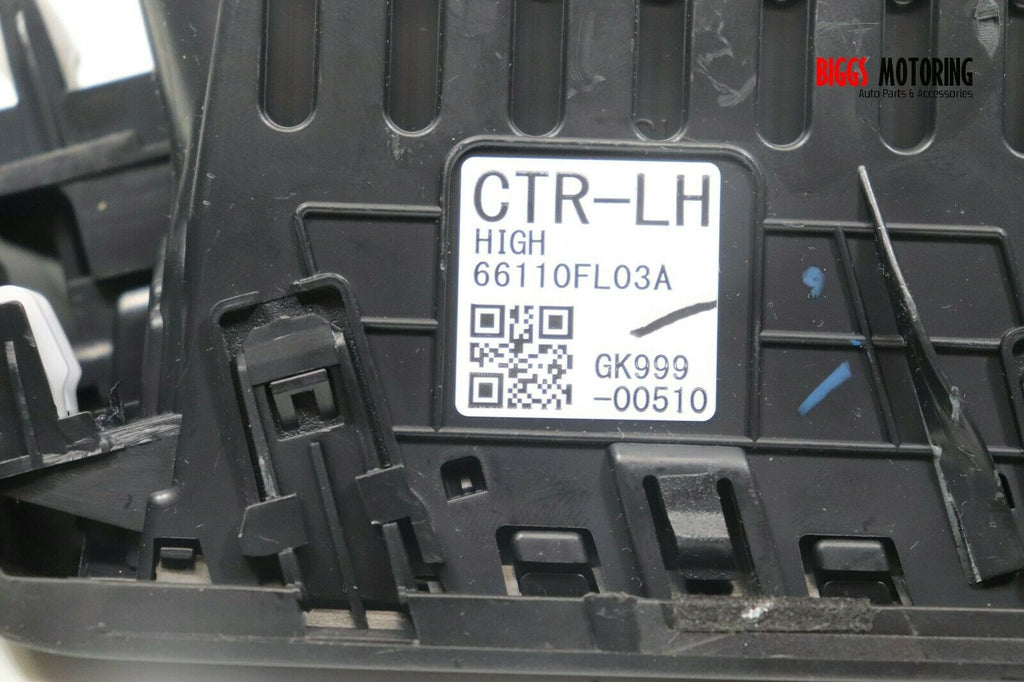 BIGGS MOTORING
Auto Parts & Accessories
CTR-LH
HIGH
66110FL03A
GK999
-00510